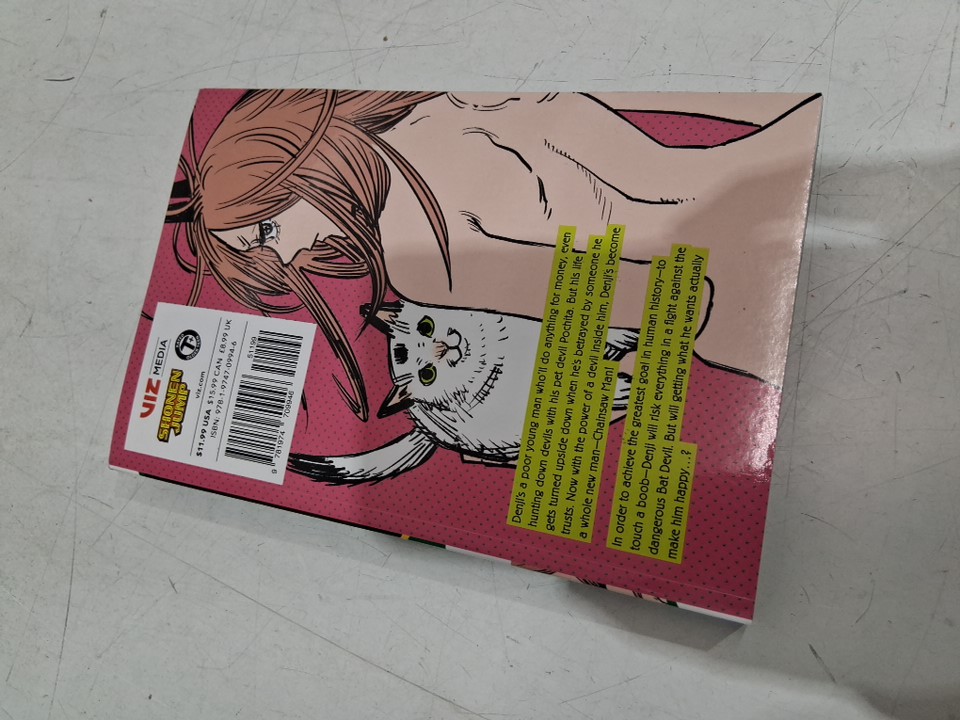 Denji's a poor young man who'll do anything for money, even
hunting down devils with his pet devil Pochita. But his life
gets turned upside down when he's betrayed by someone he
trusts. Now with the power of a devil inside him, Denji's become
a whole new man—Chainsaw Man!
In order to achieve the greatest goal in human history—to
touch a boob—Denji will risk everything in a fight against the
dangerous Bat Devil. But will getting what he wants actually
make him happy...?
VIZ MEDIA
SHONEN
JUMP
viz.com
$11.99 USA $15.99 CAN £8.99 UK
ISBN: 978-1-9747-0994-6
51199
9 781974 709946
T+